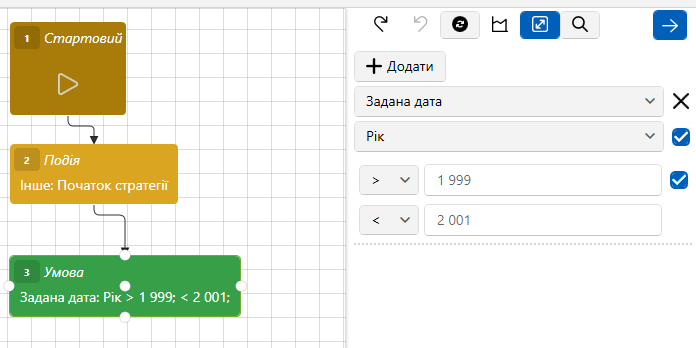 1 Стартовий
2 Подія
Інше: Початок стратегії
3 Умова
Задана дата: Рік > 1 999; < 2 001;
Додати
Задана дата
Рік
> 1 999
< 2 001